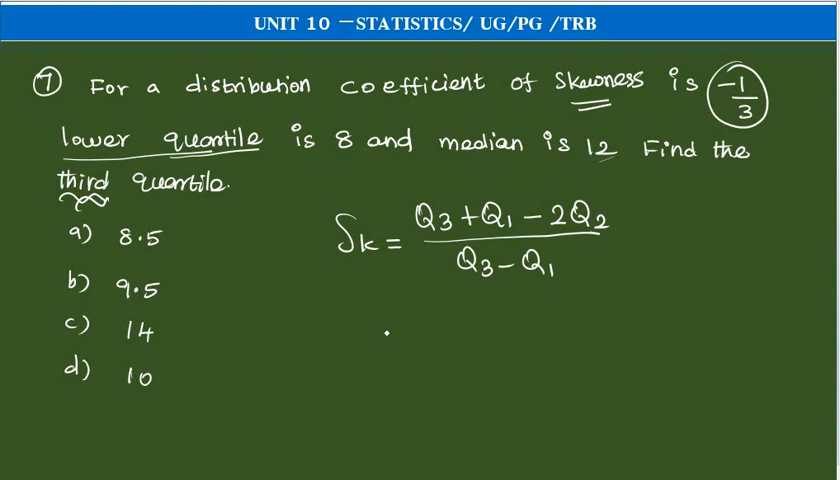 UNIT 10 – STATISTICS/ UG/PG /TRB
7 For a distribution coefficient of Skewness is -1/3
lower quartile is 8 and median is 12 Find the
third quartile.
a) 8.5
b) 9.5
c) 14
d) 10
Sk = Q3 + Q1 - 2Q2 / Q3 - Q1